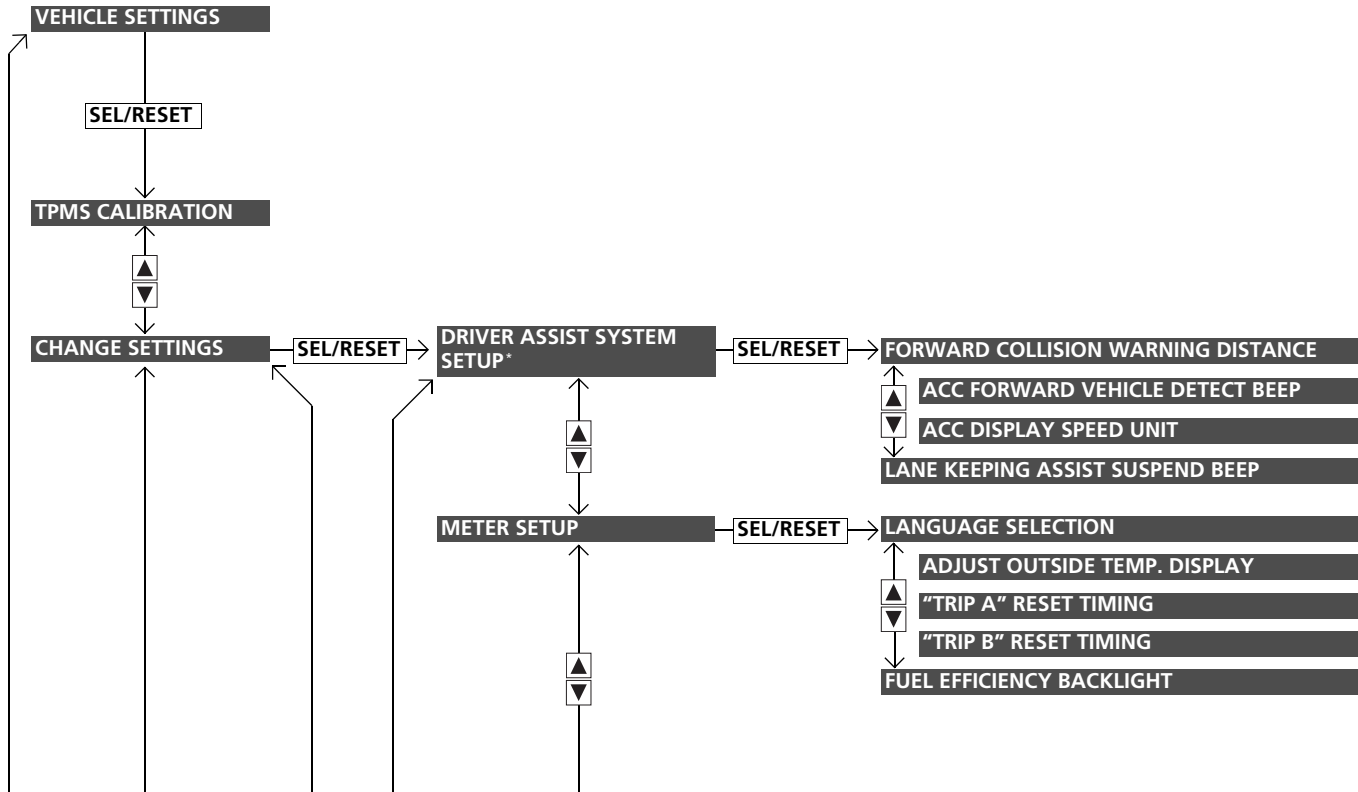 VEHICLE SETTINGS
SEL/RESET
TPMS CALIBRATION
▲
▼
CHANGE SETTINGS
SEL/RESET
DRIVER ASSIST SYSTEM
SETUP*
SEL/RESET
FORWARD COLLISION WARNING DISTANCE
▲
▼
ACC FORWARD VEHICLE DETECT BEEP
ACC DISPLAY SPEED UNIT
LANE KEEPING ASSIST SUSPEND BEEP
▲
▼
METER SETUP
SEL/RESET
LANGUAGE SELECTION
▲
▼
ADJUST OUTSIDE TEMP. DISPLAY
“TRIP A” RESET TIMING
“TRIP B” RESET TIMING
FUEL EFFICIENCY BACKLIGHT
▲
▼